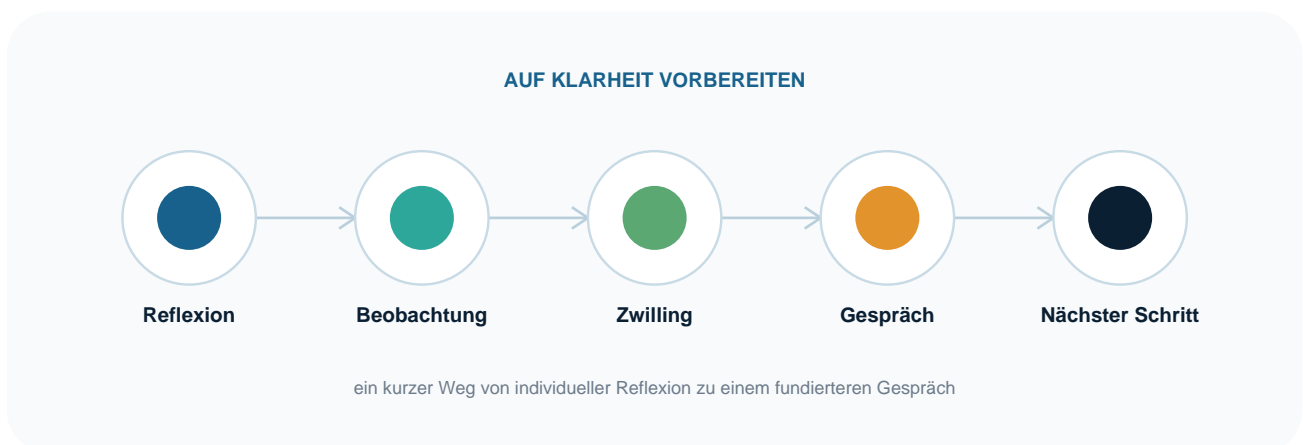 AUF KLARHEIT VORBEREITEN
Reflexion
Beobachtung
Zwilling
Gespräch
Nächster Schritt
ein kurzer Weg von individueller Reflexion zu einem fundierteren Gespräch